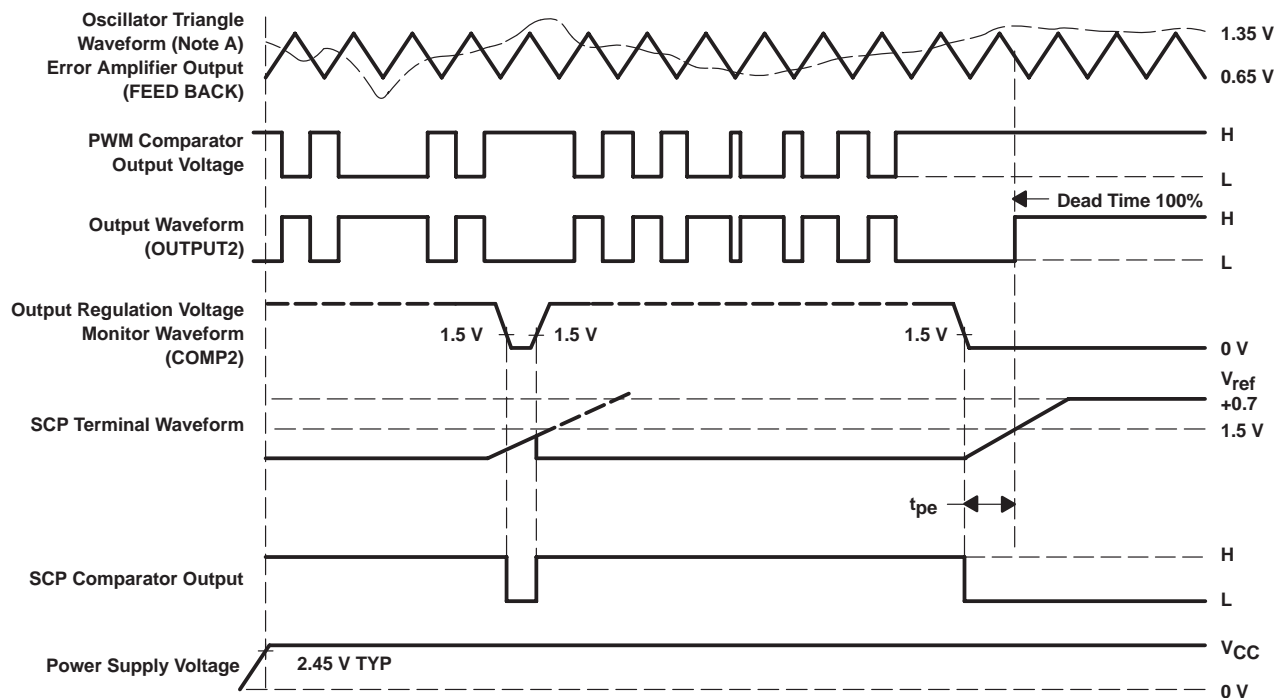 Oscillator Triangle
Waveform (Note A)
Error Amplifier Output
(FEED BACK)
1.35 V
0.65 V
PWM Comparator
Output Voltage
H
L
Dead Time 100%
Output Waveform
(OUTPUT2)
H
L
Output Regulation Voltage
Monitor Waveform
(COMP2)
1.5 V
1.5 V
1.5 V
0 V
SCP Terminal Waveform
Vref
+0.7
1.5 V
tpe
SCP Comparator Output
H
L
Power Supply Voltage
2.45 V TYP
VCC
0 V